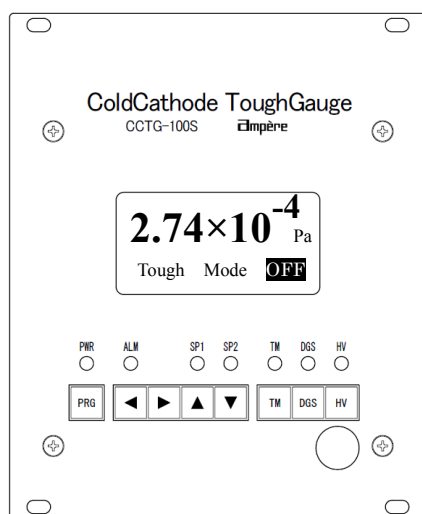 ColdCathode ToughGauge
CCTG-100S ampère
2.74×10⁻⁴ Pa
Tough Mode OFF
PWR ALM SP1 SP2 TM DGS HV
PRG ◀ ▶ ▲ ▼ TM DGS HV